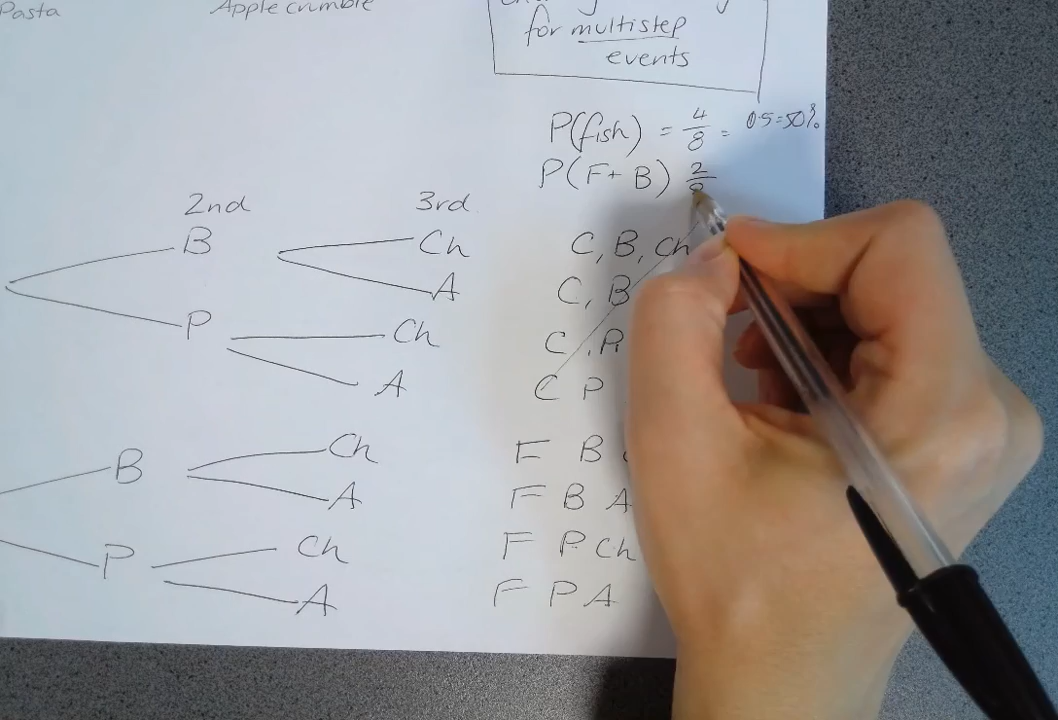 Pasta Apple crumble
for multistep
events
P(fish) = 4/8 = 0.5 = 50%
P(F + B) 2/8
2nd 3rd
B Ch C, B, Ch
A C, B
P Ch C, P,
A C P
B Ch F B
A F B A
P Ch F P Ch
A F P A